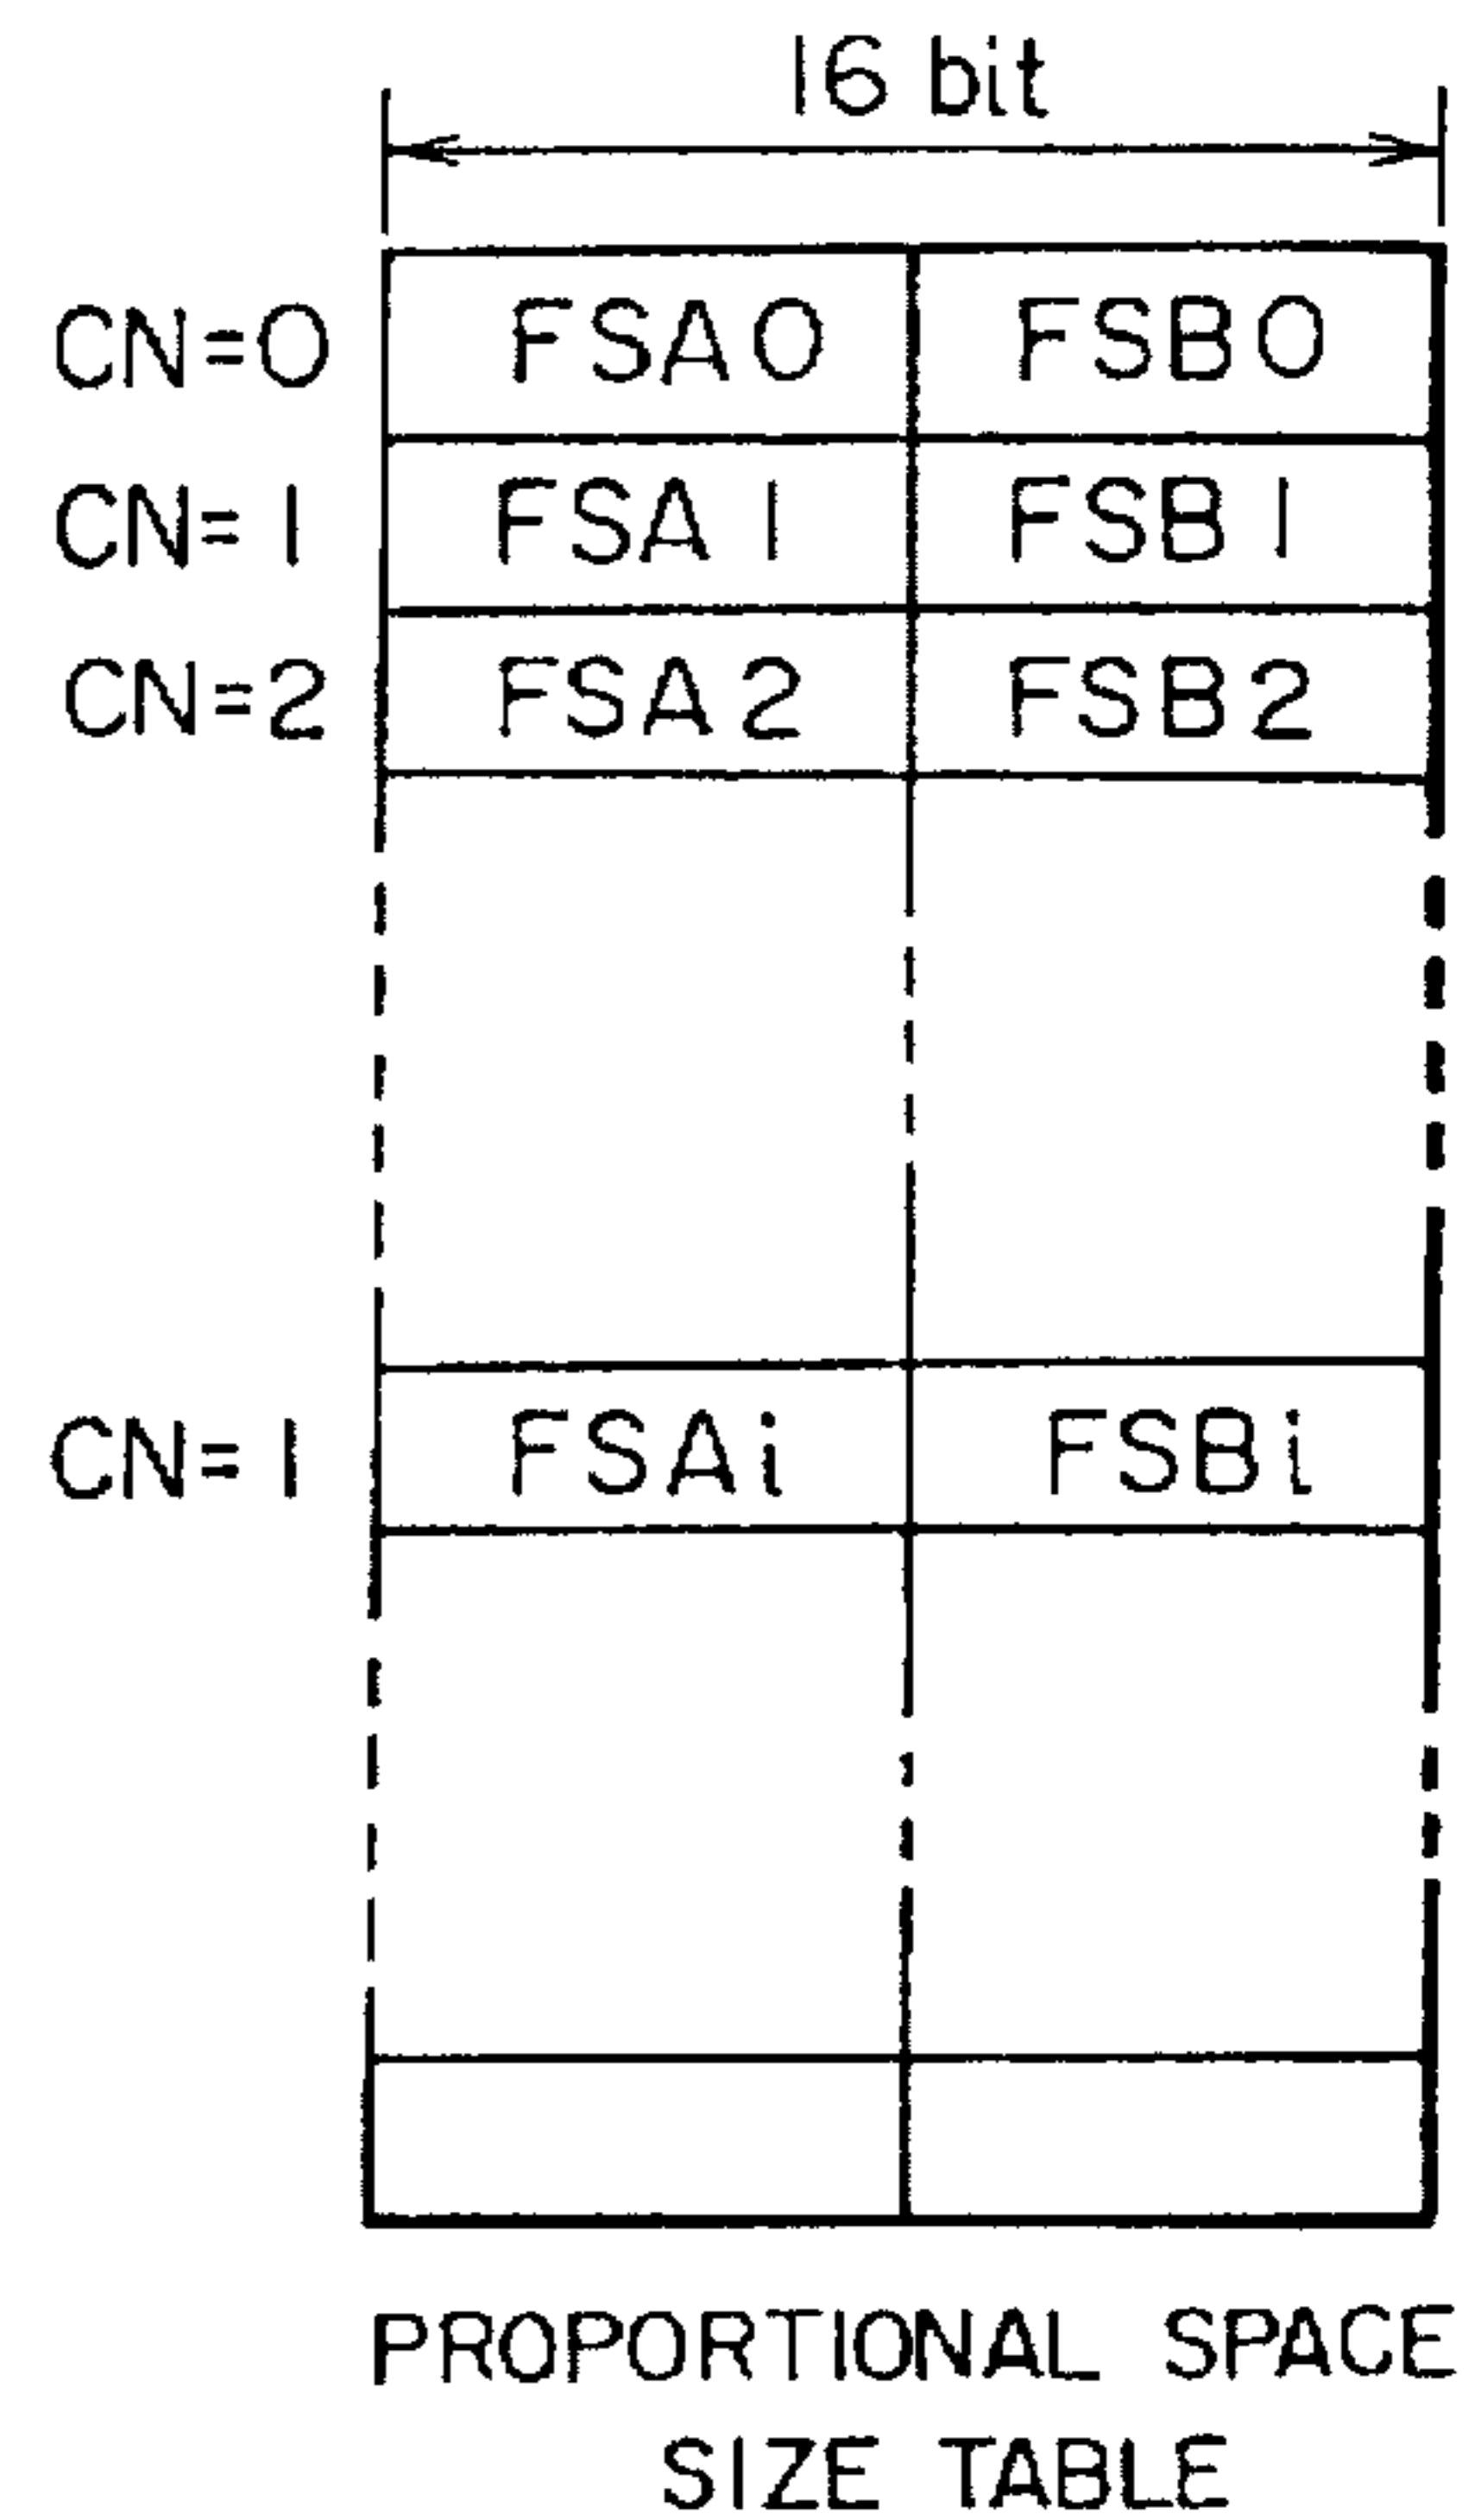 16 bit
CN=0 FSA0 FSB0
CN=1 FSA1 FSB1
CN=2 FSA2 FSB2
CN=1 FSAi FSBi
PROPORTIONAL SPACE
SIZE TABLE